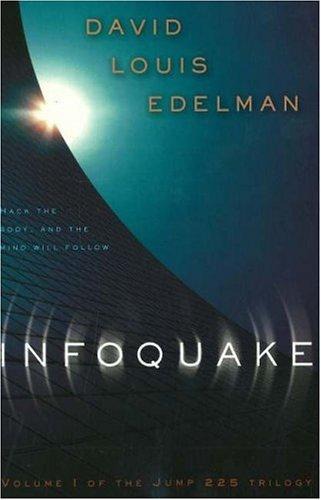 DAVID
LOUIS
EDELMAN
HACK THE
BODY, AND THE
MIND WILL FOLLOW
INFOQUAKE
VOLUME I OF THE JUMP 225 TRILOGY